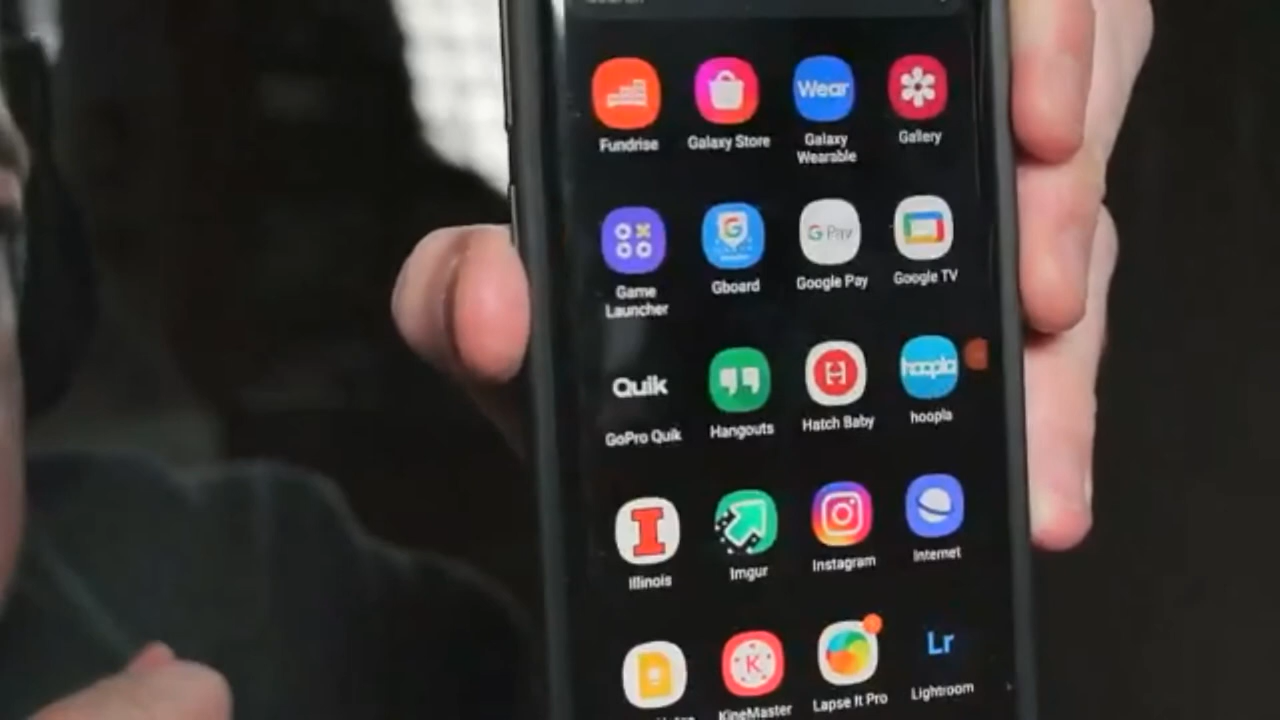 Search
Wear
Fundrise
Galaxy Store
Galaxy
Wearable
Gallery
G
G Pay
Game
Launcher
Gboard
Google Pay
Google TV
Quik
H
hoopla
GoPro Quik
Hangouts
Hatch Baby
hoopla
I
Illinois
Imgur
Instagram
Internet
K
Lr
KineMaster
Lapse It Pro
Lightroom